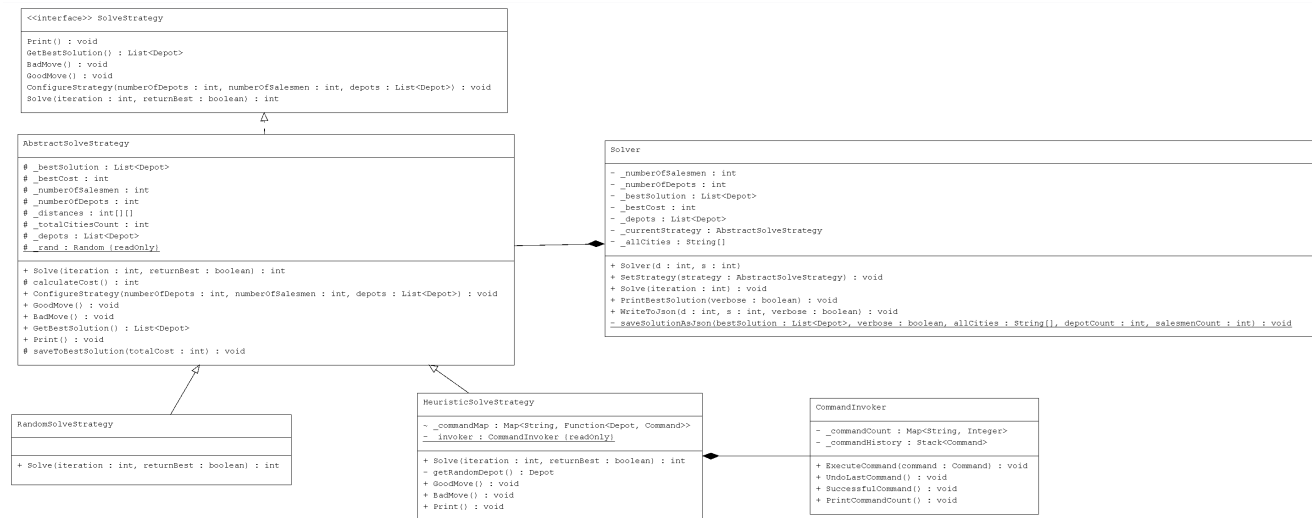 <<interface>> SolveStrategy
Print() : void
GetBestSolution() : List<Depot>
BadMove() : void
GoodMove() : void
ConfigureStrategy(numberOfDepots : int, numberOfSalesmen : int, depots : List<Depot>) : void
Solve(iteration : int, returnBest : boolean) : int
AbstractSolveStrategy
# _bestSolution : List<Depot>
# _bestCost : int
# _numberOfSalesmen : int
# _numberOfDepots : int
# _distances : int[][]
# _totalCitiesCount : int
# _depots : List<Depot>
# _rand : Random {readOnly}
+ Solve(iteration : int, returnBest : boolean) : int
# calculateCost() : int
+ ConfigureStrategy(numberOfDepots : int, numberOfSalesmen : int, depots : List<Depot>) : void
+ GoodMove() : void
+ BadMove() : void
+ GetBestSolution() : List<Depot>
+ Print() : void
# saveToBestSolution(totalCost : int) : void
Solver
- _numberOfSalesmen : int
- _numberOfDepots : int
- _bestSolution : List<Depot>
- _bestCost : int
- _depots : List<Depot>
- _currentStrategy : AbstractSolveStrategy
- _allCities : String[]
+ Solver(d : int, s : int)
+ SetStrategy(strategy : AbstractSolveStrategy) : void
+ Solve(iteration : int) : void
+ PrintBestSolution(verbose : boolean) : void
+ WriteToJson(d : int, s : int, verbose : boolean) : void
- saveSolutionAsJson(bestSolution : List<Depot>, verbose : boolean, allCities : String[], depotCount : int, salesmenCount : int) : void
RandomSolveStrategy
+ Solve(iteration : int, returnBest : boolean) : int
HeuristicSolveStrategy
~ _commandMap : Map<String, Function<Depot, Command>>
- _invoker : CommandInvoker {readOnly}
+ Solve(iteration : int, returnBest : boolean) : int
- getRandomDepot() : Depot
+ GoodMove() : void
+ BadMove() : void
+ Print() : void
CommandInvoker
- _commandCount : Map<String, Integer>
- _commandHistory : Stack<Command>
+ ExecuteCommand(command : Command) : void
+ UndoLastCommand() : void
+ SuccessfulCommand() : void
+ PrintCommandCount() : void